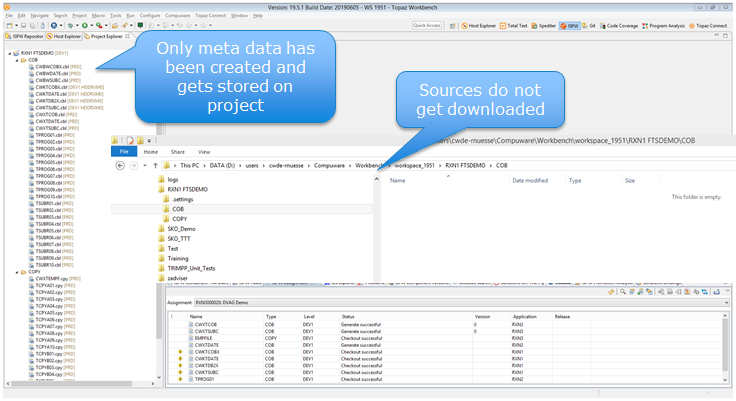 Version: 19.5.1 Build Date: 20190605 - WS 1951 - Topaz Workbench
File Edit Navigate Search Project Macro Tools Run Configure Compuware Topaz Connect Window Help
Quick Access
Host Explorer Total Test Xpediter ISPW Git Code Coverage Program Analysis Topaz Connect
ISPW Repositor Host Explorer Project Explorer
RXN1 FTSDEMO [DEV1]
COB
CWBWCOBX.cbl [PRD]
CWBWDATE.cbl [PRD]
CWBWSUBC.cbl [PRD]
CWKTCOBX.cbl [DEV1 HDDRXM0]
CWKTDATE.cbl [DEV1 HDDRXM0]
CWKTDB2X.cbl [DEV1 HDDRXM0]
CWKTSUBC.cbl [DEV1 HDDRXM0]
CWXTCOB.cbl [PRD]
CWXTDATE.cbl [PRD]
CWXTSUBC.cbl [PRD]
TPROG01.cbl [PRD]
TPROG02.cbl [PRD]
TPROG03.cbl [PRD]
TPROG04.cbl [PRD]
TPROG05.cbl [PRD]
TPROG06.cbl [PRD]
TPROG07.cbl [PRD]
TPROG08.cbl [PRD]
TPROG09.cbl [PRD]
TPROG10.cbl [PRD]
TSUBR01.cbl [PRD]
TSUBR02.cbl [PRD]
TSUBR03.cbl [PRD]
TSUBR04.cbl [PRD]
TSUBR05.cbl [PRD]
TSUBR06.cbl [PRD]
TSUBR07.cbl [PRD]
TSUBR08.cbl [PRD]
TSUBR09.cbl [PRD]
TSUBR10.cbl [PRD]
COPY
CWXTEMPF.cpy [PRD]
TCPYA01.cpy [PRD]
TCPYA02.cpy [PRD]
TCPYA03.cpy [PRD]
TCPYA04.cpy [PRD]
TCPYA05.cpy [PRD]
TCPYA06.cpy [PRD]
TCPYA07.cpy [PRD]
TCPYA08.cpy [PRD]
TCPYA09.cpy [PRD]
TCPYA10.cpy [PRD]
TCPYB01.cpy [PRD]
TCPYB02.cpy [PRD]
TCPYB03.cpy [PRD]
TCPYB04.cpy [PRD]
Only meta data has
been created and
gets stored on
project
Sources do not
get downloaded
\cwde-muesse\Compuware\Workbench\workspace_1951\RXN1 FTSDEMO\COB
File Home Share View
This PC DATA (D:) users cwde-muesse Compuware Workbench workspace_1951 RXN1 FTSDEMO COB
logs
RXN1 FTSDEMO
.settings
COB
COPY
SKO_Demo
SKO_TTT
Test
Training
TRIMPP_Unit_Tests
zadviser
Name Date modified Type Size
This folder is empty.
Assignment: RXN3000020: DVAG Demo
! Name Type Level Status Version Application Release
CWXTCOB COB DEV1 Generate successful 0 RXN3
CWXTSUBC COB DEV1 Generate successful 0 RXN3
EMPFILE COPY DEV1 Checkout successful RXN3
CWXTDATE COB DEV1 Generate successful RXN3
CWKTCOBX COB DEV1 Checkout successful RXN1
CWKTDATE COB DEV1 Checkout successful RXN1
CWKTDB2X COB DEV1 Checkout successful RXN1
CWKTSUBC COB DEV1 Checkout successful RXN1
TPROG01 COB DEV1 Checkout successful RXN2